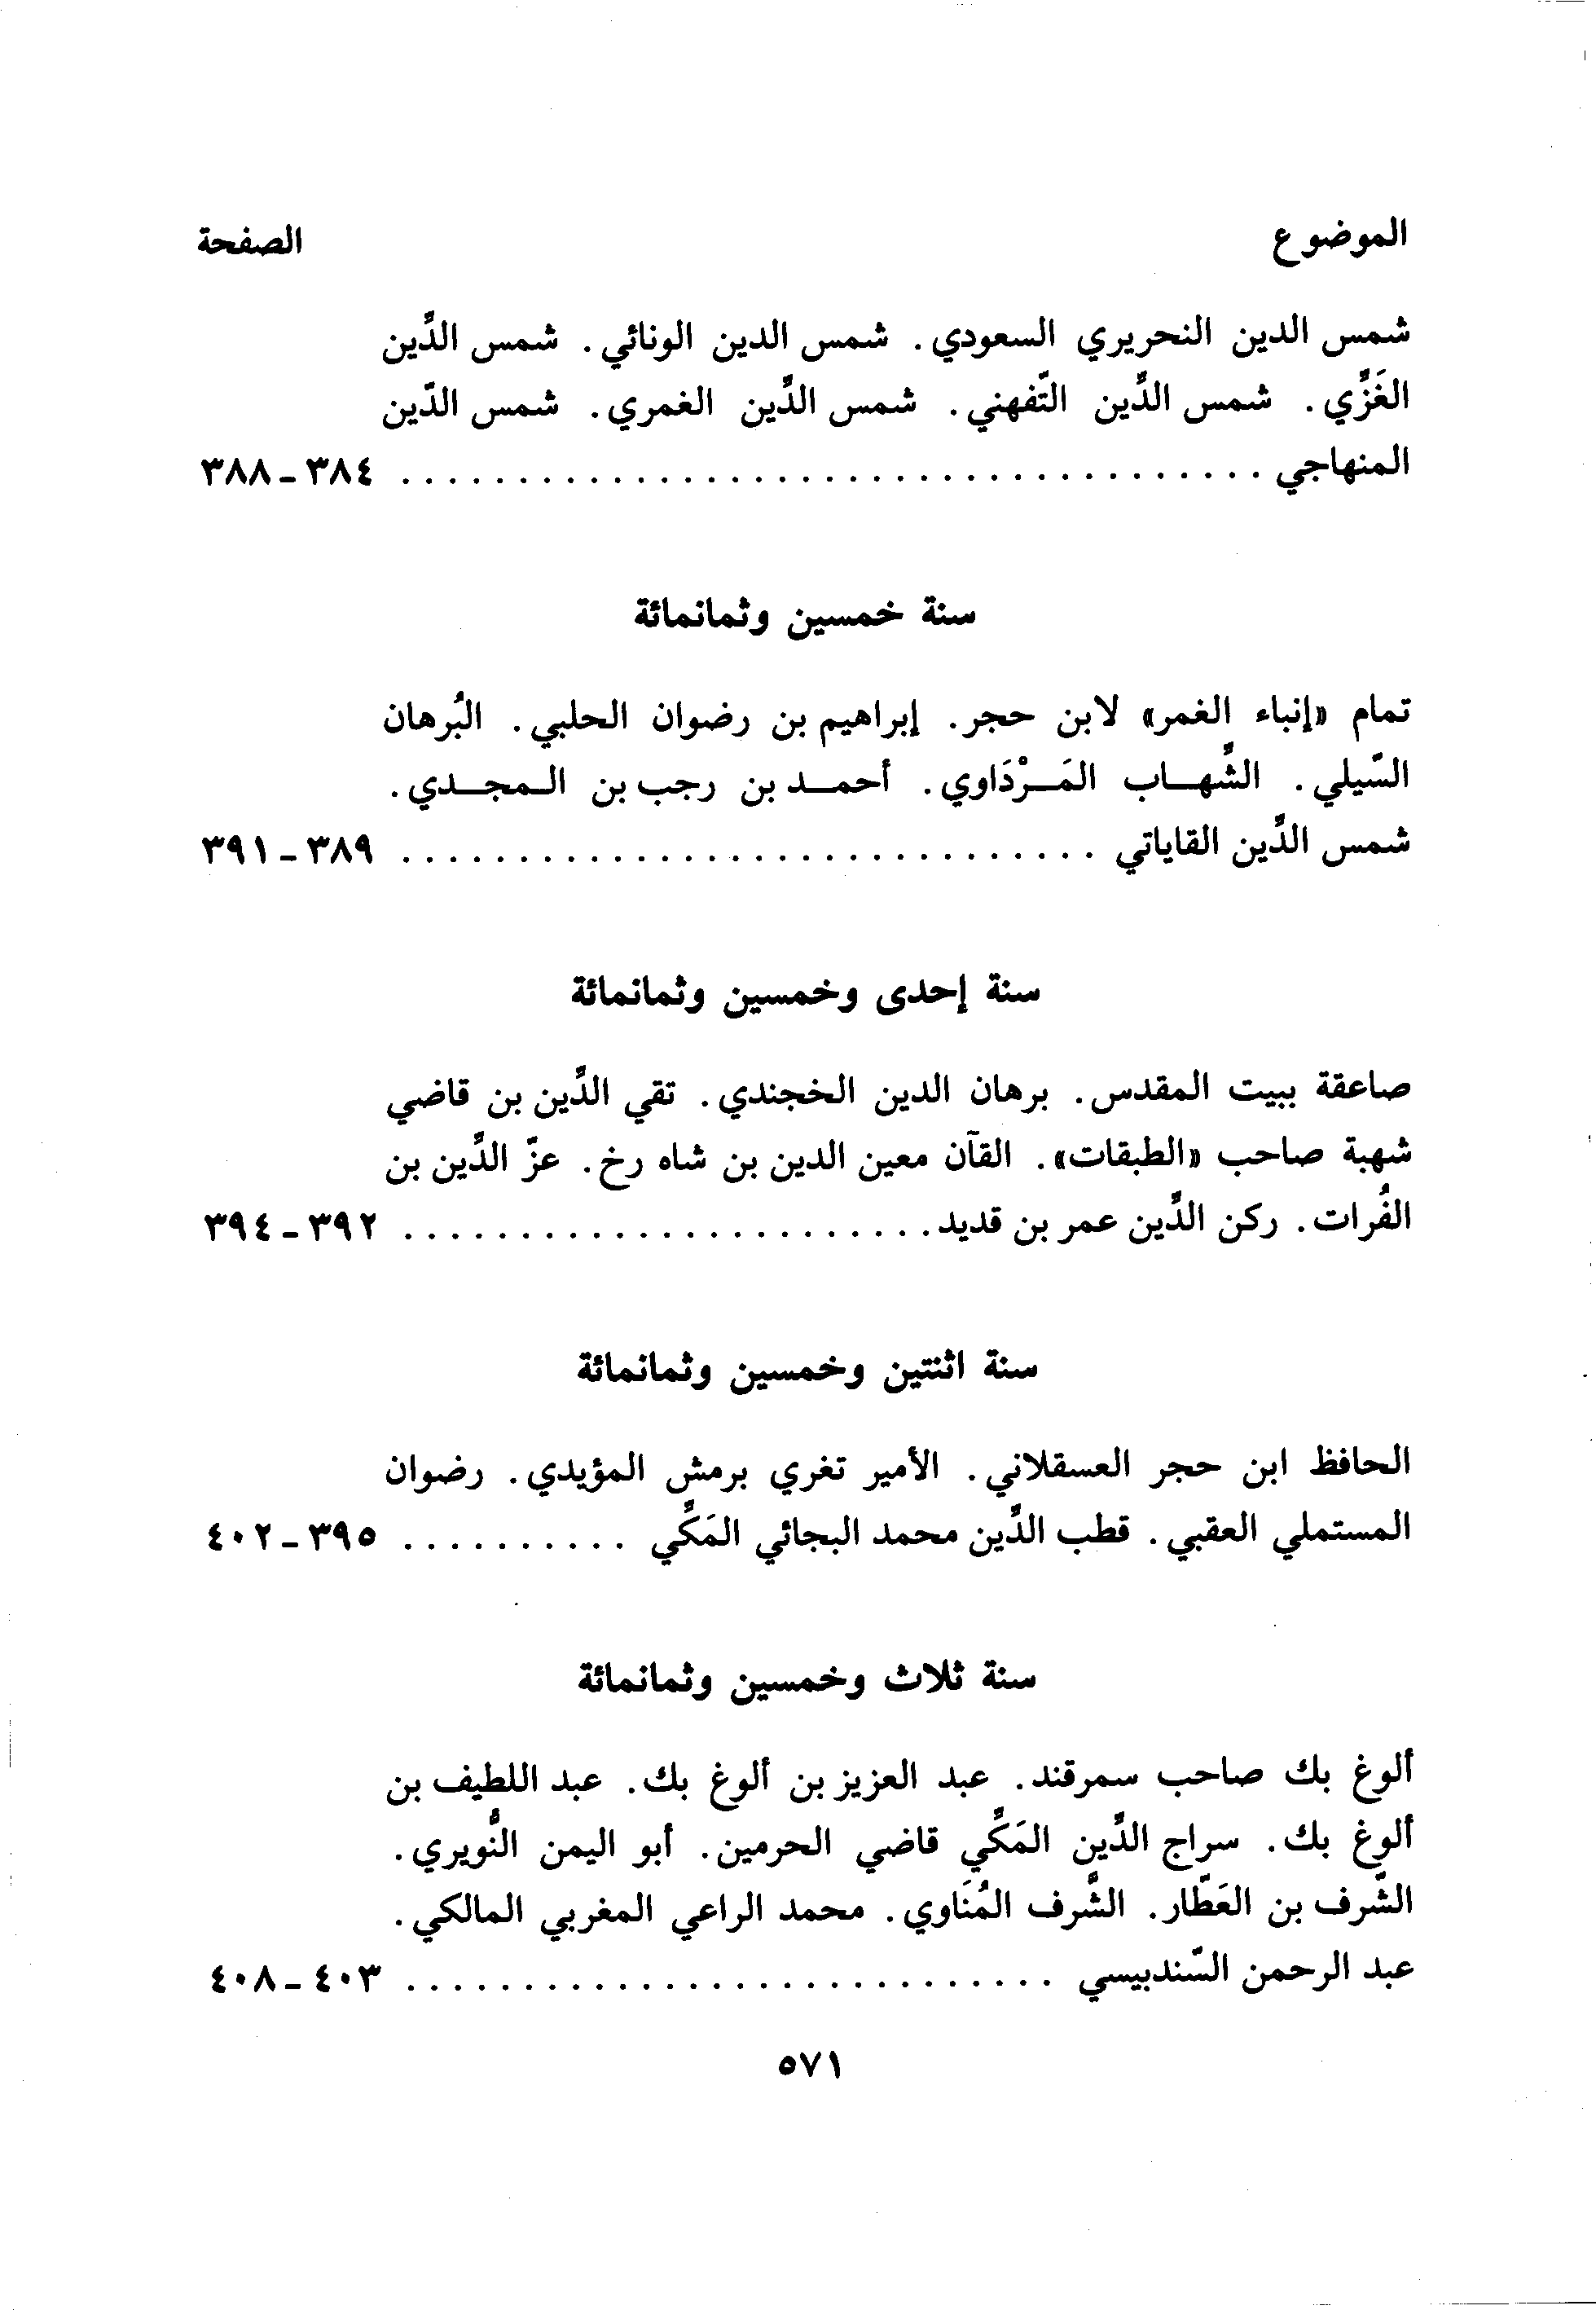 الموضوع الصفحة
شمس الدين النحريري السعودي. شمس الدين الونائي. شمس الدِّين
الغَزِّي. شمس الدِّين التّفهني. شمس الدِّين الغمري. شمس الدّين
المنهاجي . . . . . . . . . . . . . . . . . . . . . . . . . . . . . . . . . . . . . ٣٨٤ - ٣٨٨
سنة خمسين وثمانمائة
تمام «إنباء الغمر» لابن حجر. إبراهيم بن رضوان الحلبي. البُرهان
السّيلي. الشِّهـاب المَـرْدَاوي. أحمـد بن رجب بن الـمجـدي.
شمس الدِّين القاياتي . . . . . . . . . . . . . . . . . . . . . . . . . . . . . . ٣٨٩ - ٣٩١
سنة إحدى وخمسين وثمانمائة
صاعقة ببيت المقدس. برهان الدين الخجندي. تقي الدِّين بن قاضي
شهبة صاحب «الطبقات». القآن معين الدين بن شاه رخ. عزّ الدِّين بن
الفُرات. ركن الدِّين عمر بن قديد. . . . . . . . . . . . . . . . . . . . . . . ٣٩٢ - ٣٩٤
سنة اثنتين وخمسين وثمانمائة
الحافظ ابن حجر العسقلاني. الأمير تغري برمش المؤيدي. رضوان
المستملي العقبي. قطب الدِّين محمد البجائي المَكِّي . . . . . . . . . . ٣٩٥ - ٤٠٢
سنة ثلاث وخمسين وثمانمائة
ألوغ بك صاحب سمرقند. عبد العزيز بن ألوغ بك. عبد اللطيف بن
ألوغ بك. سراج الدِّين المَكِّي قاضي الحرمين. أبو اليمن النُّويري.
الشّرف بن العَطّار. الشَّرف المُنَاوي. محمد الراعي المغربي المالكي.
عبد الرحمن السّندبيسي . . . . . . . . . . . . . . . . . . . . . . . . . . . . ٤٠٣ - ٤٠٨
٥٧١